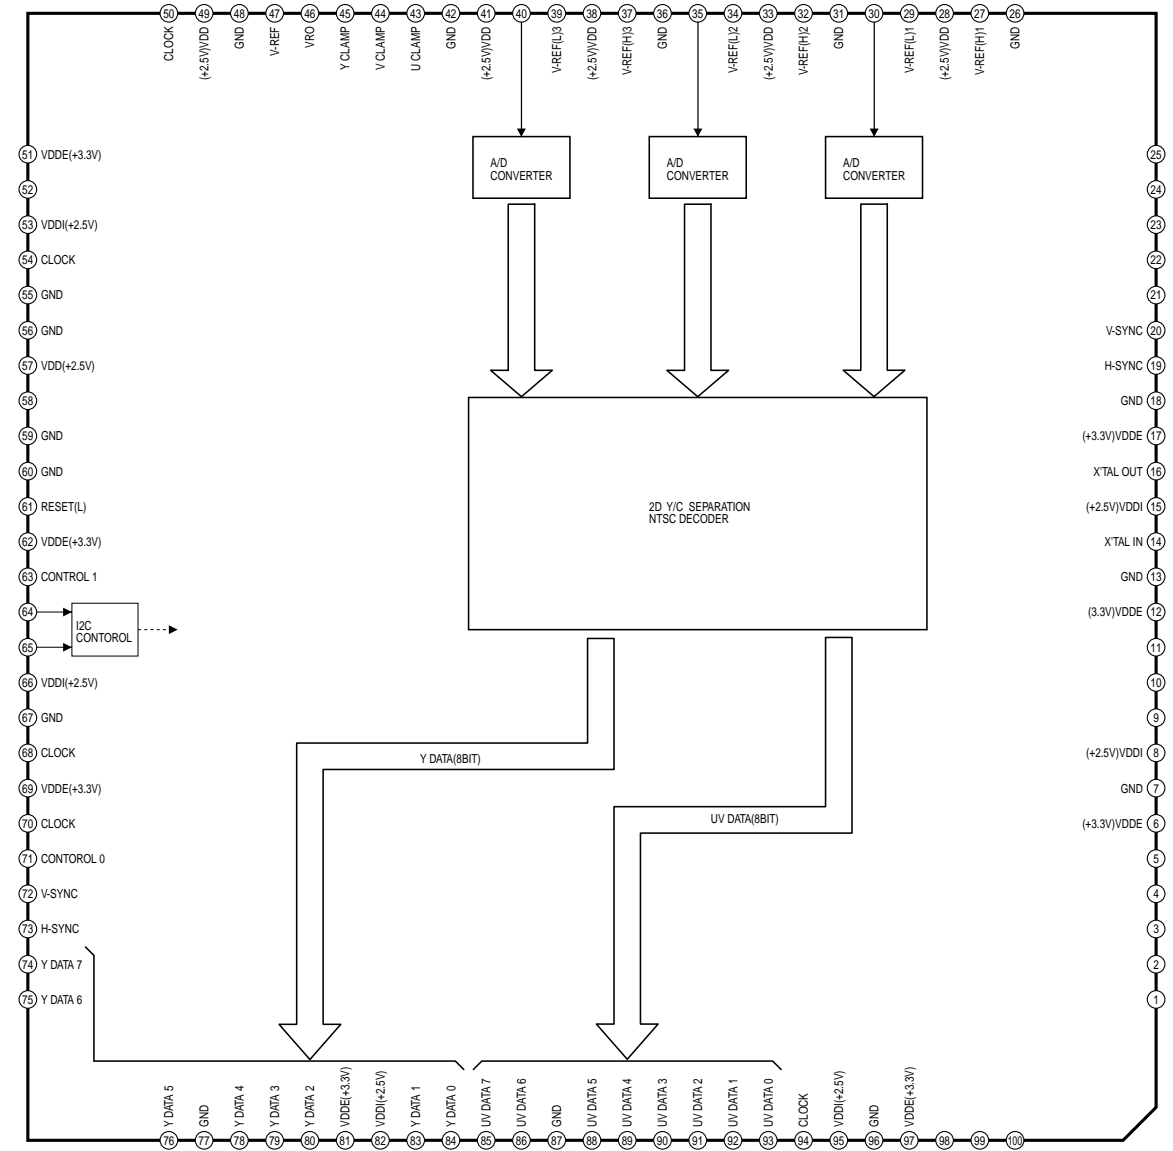 50 49 48 47 46 45 44 43 42 41 40 39 38 37 36 35 34 33 32 31 30 29 28 27 26
CLOCK
(+2.5V)VDD
GND
V-REF
VRO
Y CLAMP
V CLAMP
U CLAMP
GND
(+2.5V)VDD
V-REF(L)3
(+2.5V)VDD
V-REF(H)3
GND
V-REF(L)2
(+2.5V)VDD
V-REF(H)2
GND
V-REF(L)1
(+2.5V)VDD
V-REF(H)1
GND
A/D
CONVERTER
A/D
CONVERTER
A/D
CONVERTER
51 VDDE(+3.3V)
52
53 VDDI(+2.5V)
54 CLOCK
55 GND
56 GND
57 VDD(+2.5V)
58
59 GND
60 GND
61 RESET(L)
62 VDDE(+3.3V)
63 CONTROL 1
64
65
I2C
CONTOROL
66 VDDI(+2.5V)
67 GND
68 CLOCK
69 VDDE(+3.3V)
70 CLOCK
71 CONTOROL 0
72 V-SYNC
73 H-SYNC
74 Y DATA 7
75 Y DATA 6
2D Y/C SEPARATION
NTSC DECODER
Y DATA(8BIT)
UV DATA(8BIT)
25
24
23
22
21
V-SYNC 20
H-SYNC 19
GND 18
(+3.3V)VDDE 17
X'TAL OUT 16
(+2.5V)VDDI 15
X'TAL IN 14
GND 13
(3.3V)VDDE 12
11
10
9
(+2.5V)VDDI 8
GND 7
(+3.3V)VDDE 6
5
4
3
2
1
Y DATA 5
GND
Y DATA 4
Y DATA 3
Y DATA 2
VDDE(+3.3V)
VDDI(+2.5V)
Y DATA 1
Y DATA 0
UV DATA 7
UV DATA 6
GND
UV DATA 5
UV DATA 4
UV DATA 3
UV DATA 2
UV DATA 1
UV DATA 0
CLOCK
VDDI(+2.5V)
GND
VDDE(+3.3V)
76 77 78 79 80 81 82 83 84 85 86 87 88 89 90 91 92 93 94 95 96 97 98 99 100